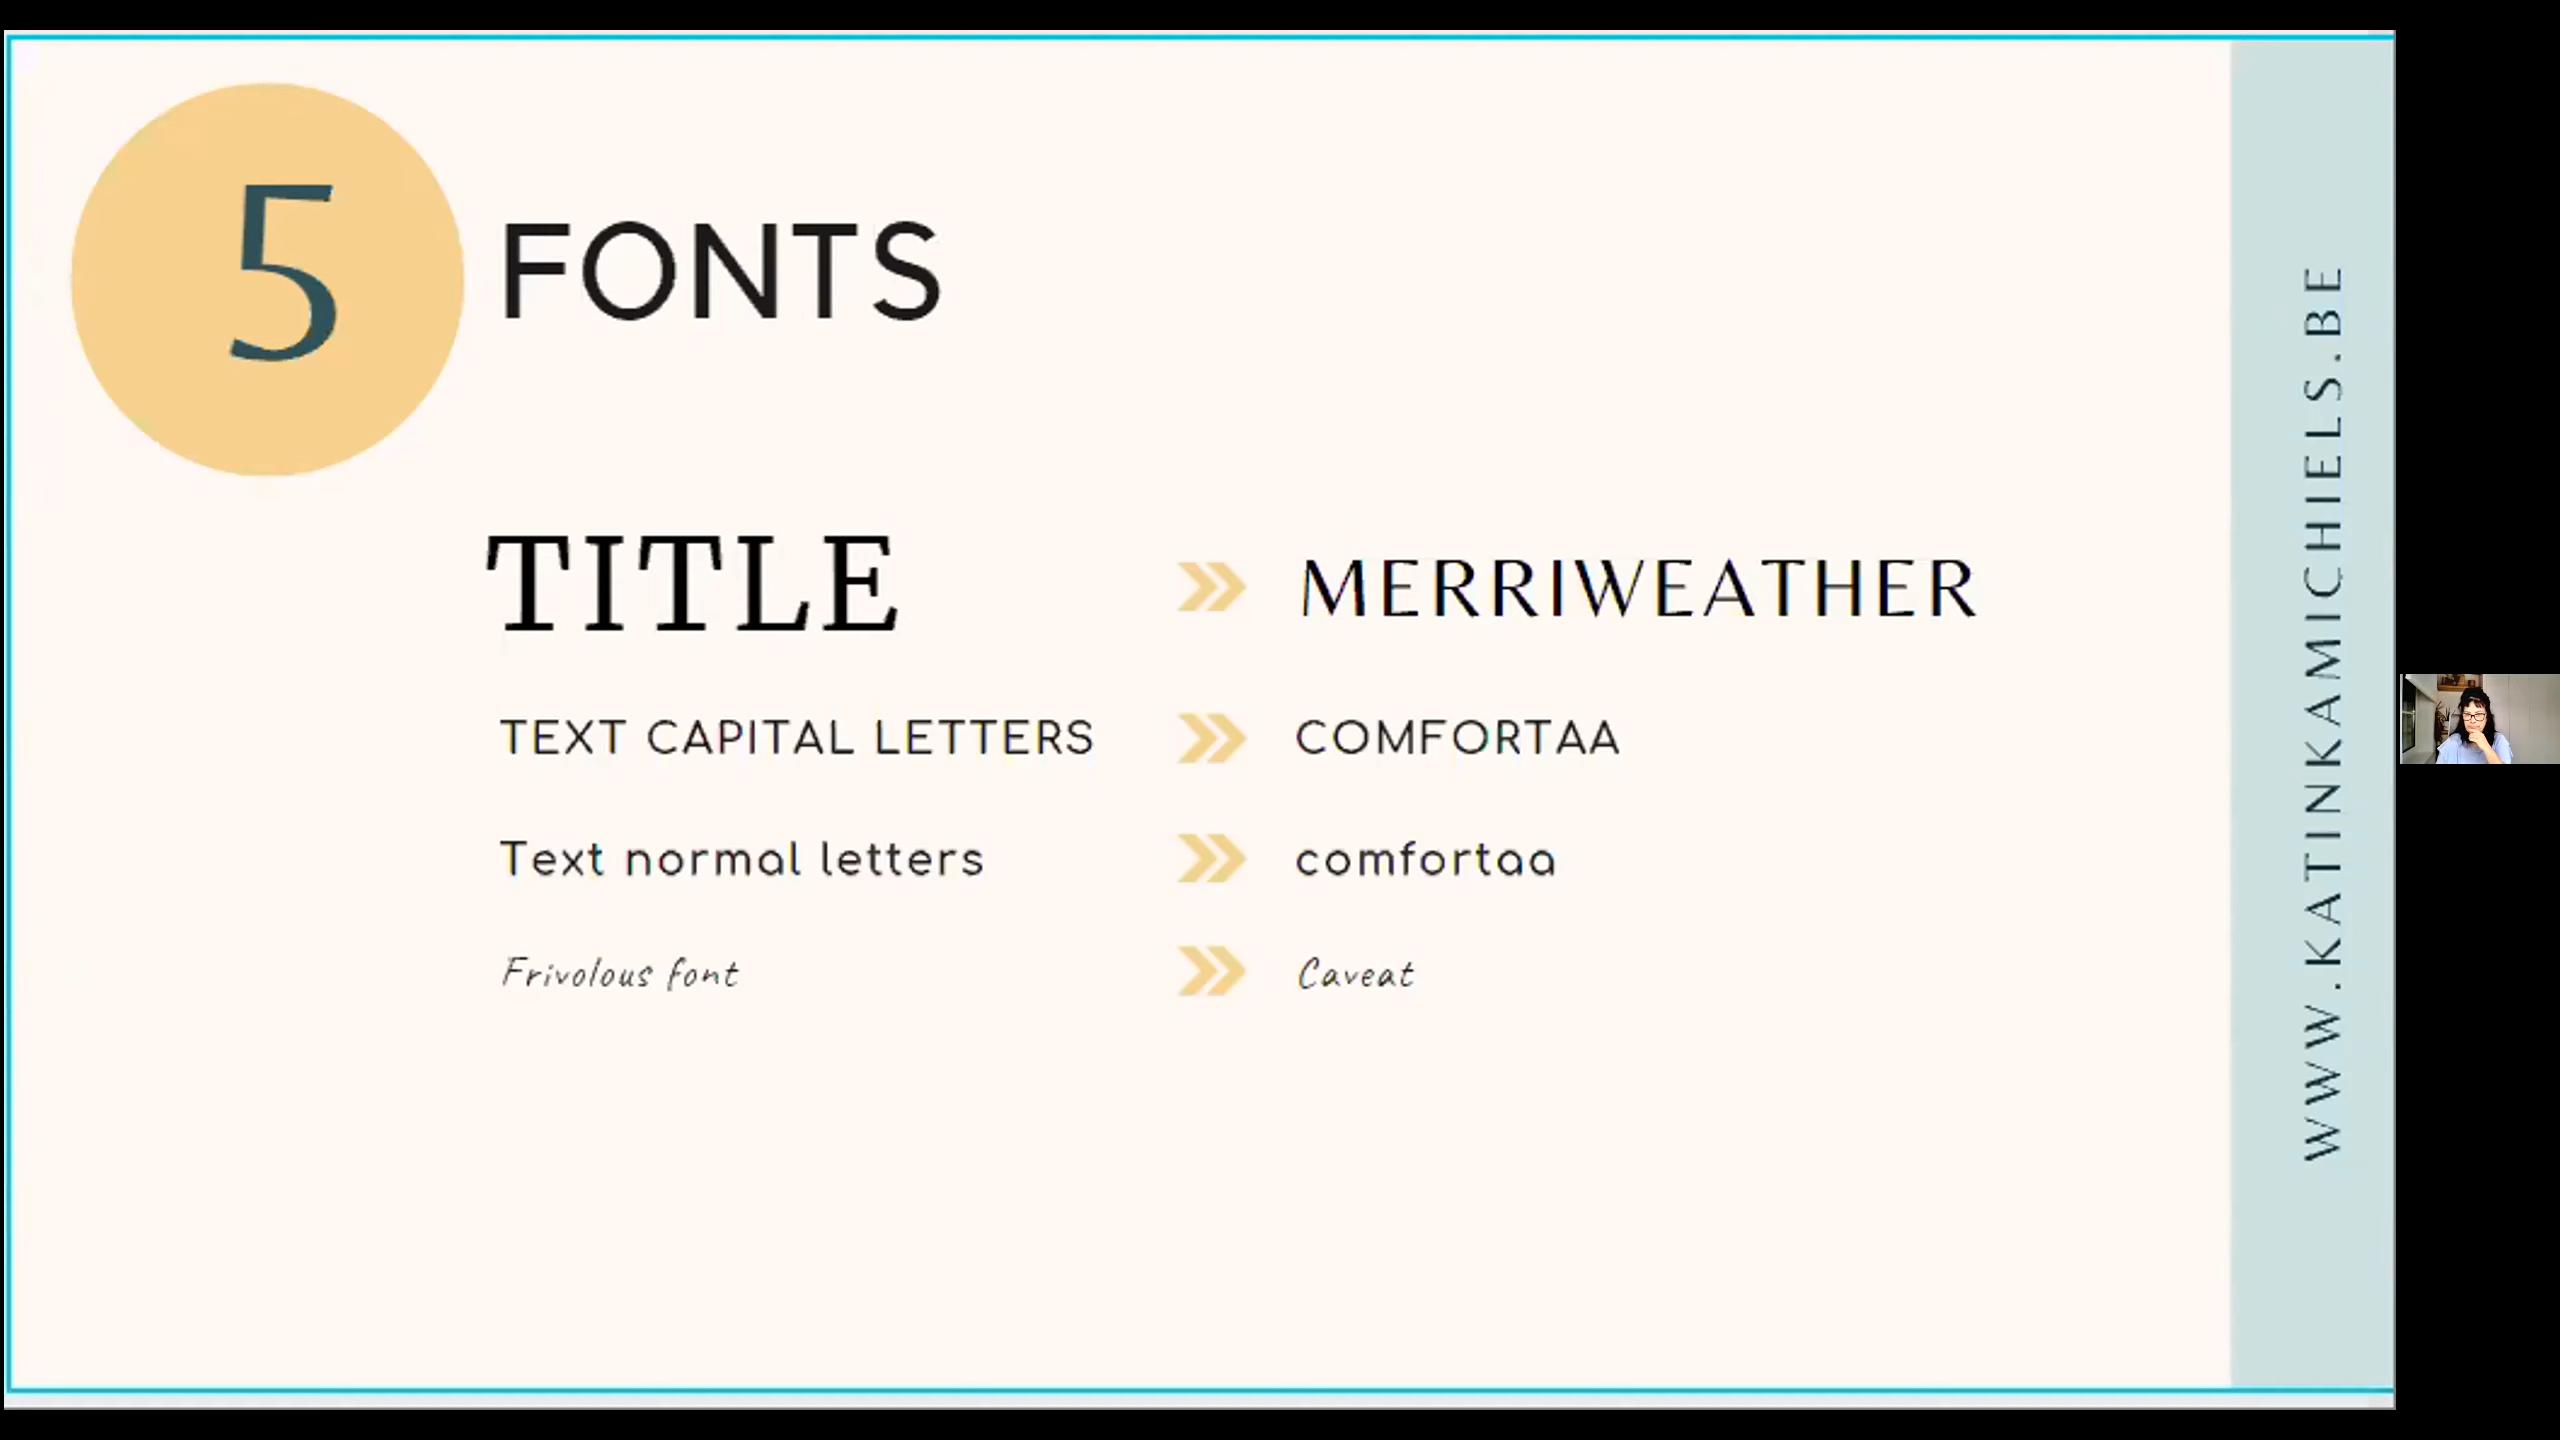 5
FONTS
TITLE
MERRIWEATHER
TEXT CAPITAL LETTERS
COMFORTAA
Text normal letters
comfortaa
Frivolous font
Caveat
WWW.KATINKAMICHIELS.BE